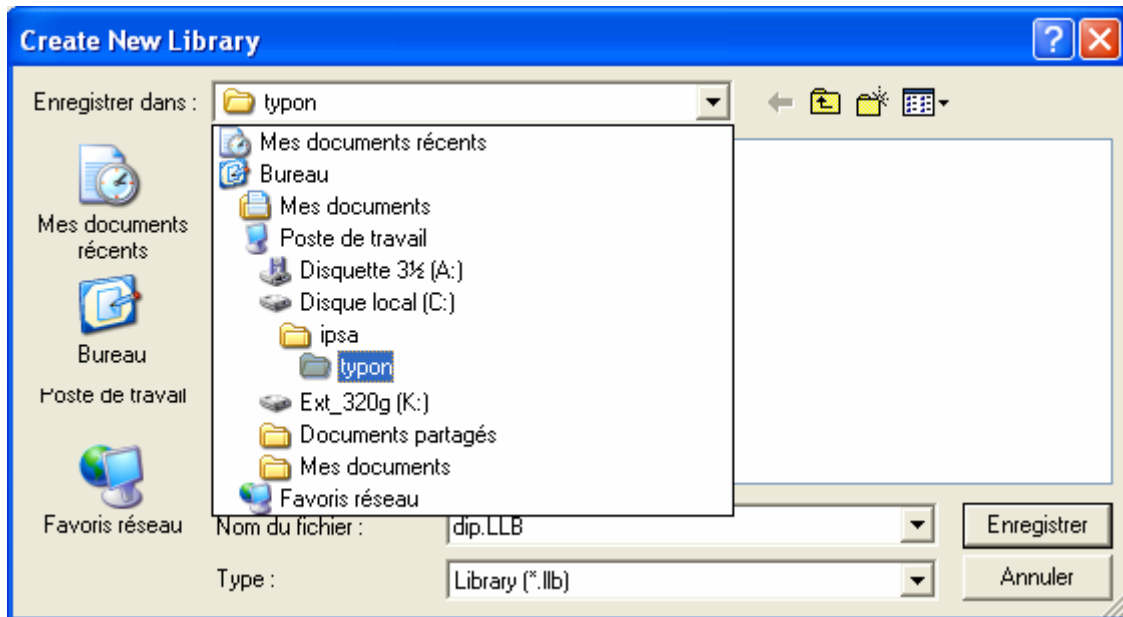 Create New Library
Enregistrer dans :
typon
Mes documents récents
Bureau
Mes documents
Poste de travail
Disquette 3½ (A:)
Disque local (C:)
ipsa
typon
Ext_320g (K:)
Documents partagés
Mes documents
Favoris réseau
Mes documents
récents
Bureau
Poste de travail
Favoris réseau
Nom du fichier :
dip.LLB
Enregistrer
Type :
Library (*.llb)
Annuler